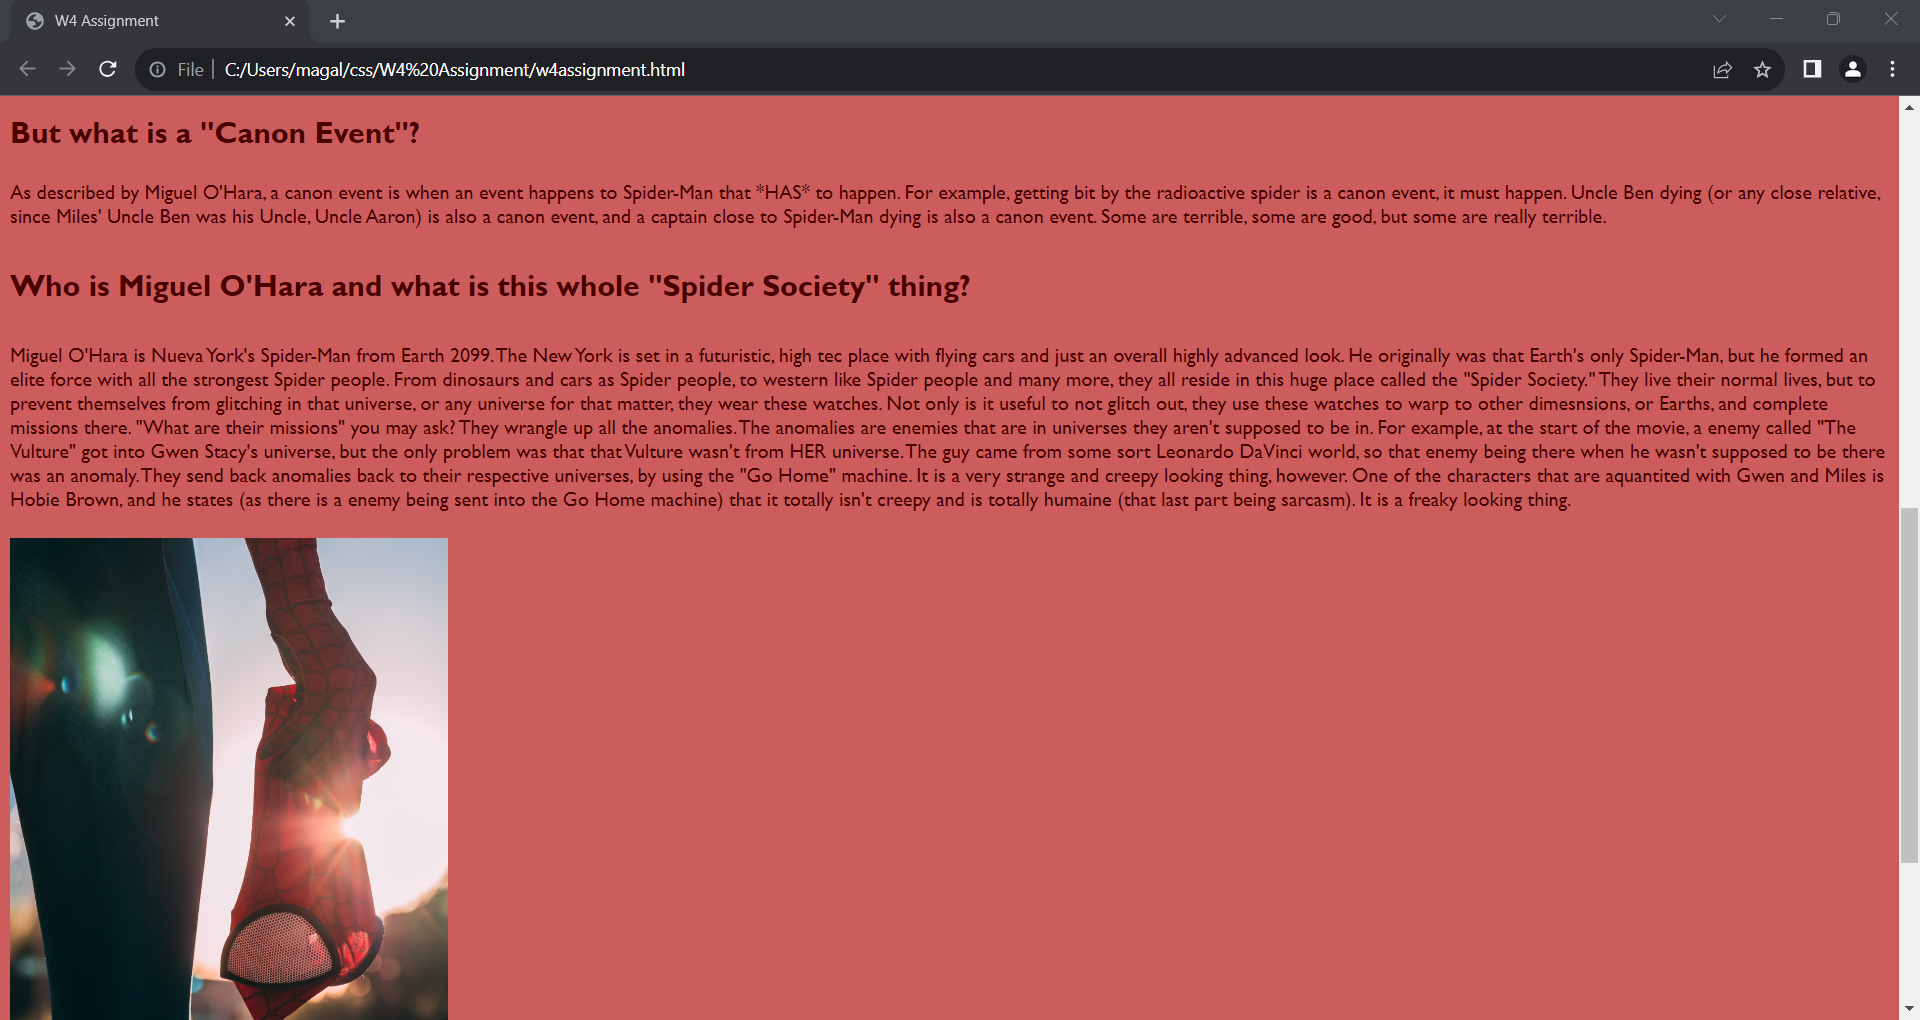 W4 Assignment
File
C:/Users/magal/css/W4%20Assignment/w4assignment.html
But what is a "Canon Event"?
As described by Miguel O'Hara, a canon event is when an event happens to Spider-Man that *HAS* to happen. For example, getting bit by the radioactive spider is a canon event, it must happen. Uncle Ben dying (or any close relative,
since Miles' Uncle Ben was his Uncle, Uncle Aaron) is also a canon event, and a captain close to Spider-Man dying is also a canon event. Some are terrible, some are good, but some are really terrible.
Who is Miguel O'Hara and what is this whole "Spider Society" thing?
Miguel O'Hara is Nueva York's Spider-Man from Earth 2099. The New York is set in a futuristic, high tec place with flying cars and just an overall highly advanced look. He originally was that Earth's only Spider-Man, but he formed an
elite force with all the strongest Spider people. From dinosaurs and cars as Spider people, to western like Spider people and many more, they all reside in this huge place called the "Spider Society." They live their normal lives, but to
prevent themselves from glitching in that universe, or any universe for that matter, they wear these watches. Not only is it useful to not glitch out, they use these watches to warp to other dimesnsions, or Earths, and complete
missions there. "What are their missions" you may ask? They wrangle up all the anomalies. The anomalies are enemies that are in universes they aren't supposed to be in. For example, at the start of the movie, a enemy called "The
Vulture" got into Gwen Stacy's universe, but the only problem was that that Vulture wasn't from HER universe. The guy came from some sort Leonardo DaVinci world, so that enemy being there when he wasn't supposed to be there
was an anomaly. They send back anomalies back to their respective universes, by using the "Go Home" machine. It is a very strange and creepy looking thing, however. One of the characters that are aquantited with Gwen and Miles is
Hobie Brown, and he states (as there is a enemy being sent into the Go Home machine) that it totally isn't creepy and is totally humaine (that last part being sarcasm). It is a freaky looking thing.